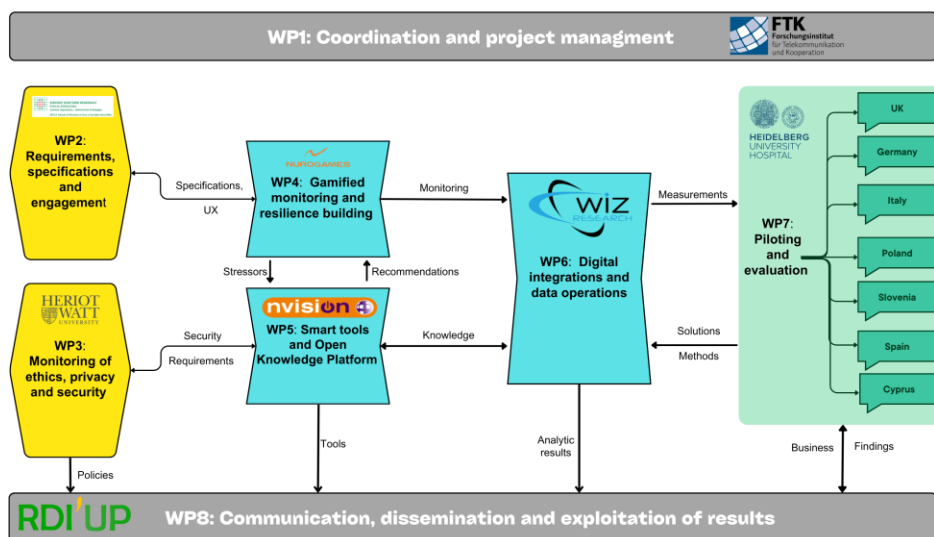 WP1: Coordination and project managment
FTK
Forschungsinstitut
für Telekommunikation
und Kooperation
WP2:
Requirements,
specifications
and
engagement
Specifications,
UX
NUROGAMES
WP4: Gamified
monitoring and
resilience building
Monitoring
WIZ
RESEARCH
WP6: Digital
integrations and
data operations
Measurements
HEIDELBERG
UNIVERSITY
HOSPITAL
WP7:
Piloting
and
evaluation
UK
Germany
Italy
Poland
Slovenia
Spain
Cyprus
Stressors
Recommendations
HERIOT
WATT
UNIVERSITY
WP3:
Monitoring of
ethics, privacy
and security
Security
Requirements
nvision
WP5: Smart tools
and Open
Knowledge Platform
Knowledge
Solutions
Methods
Policies
Tools
Analytic
results
Business
Findings
RDI'UP
WP8: Communication, dissemination and exploitation of results